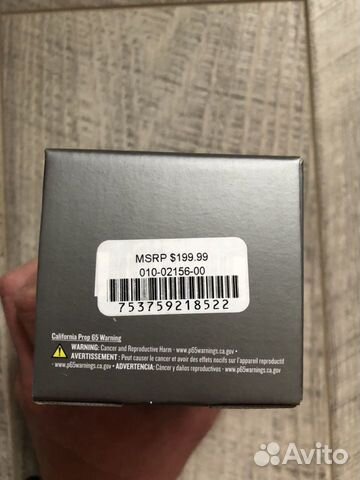 MSRP $199.99
010-02156-00
753759218522
California Prop 65 Warning
WARNING: Cancer and Reproductive Harm - www.p65warnings.ca.gov •
AVERTISSEMENT : Peut causer le cancer et avoir des effets nocifs sur l'appareil reproductif
- www.p65warnings.ca.gov • ADVERTENCIA: Cáncer y daños reproductivos - www.p65warnings.ca.gov
Avito